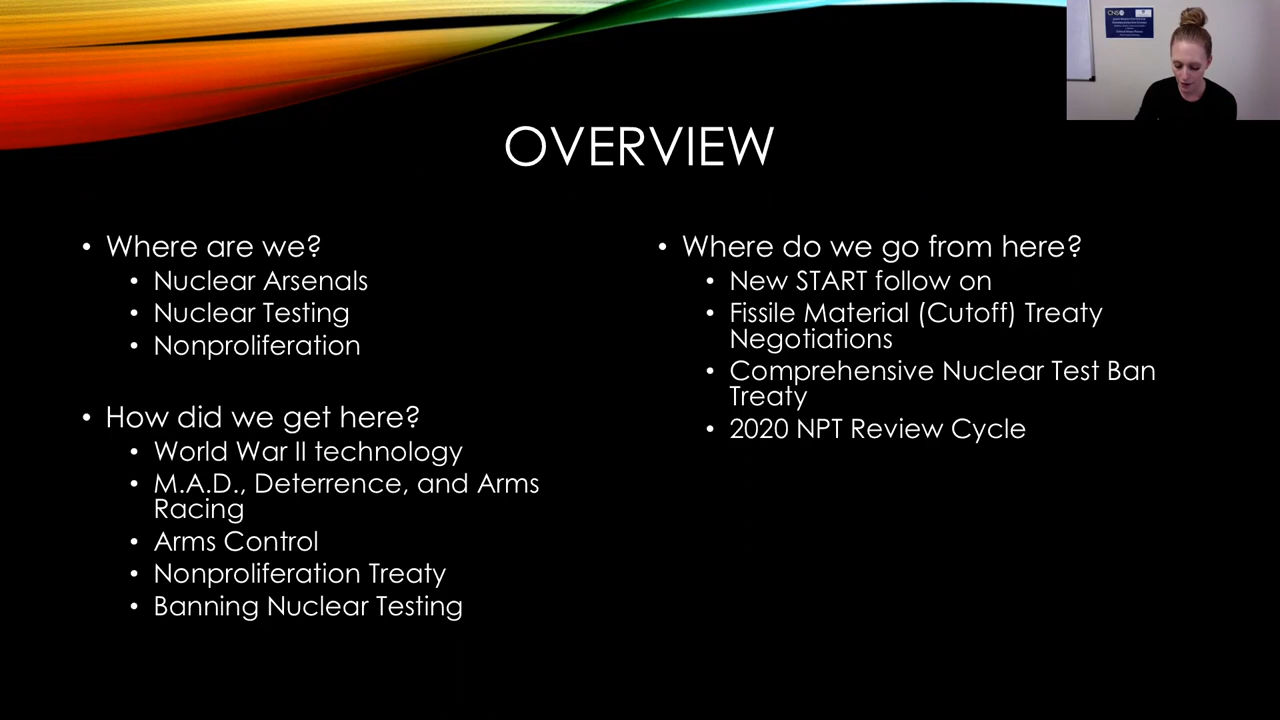 CNS
OVERVIEW
• Where are we?
• Nuclear Arsenals
• Nuclear Testing
• Nonproliferation
• How did we get here?
• World War II technology
• M.A.D., Deterrence, and Arms
Racing
• Arms Control
• Nonproliferation Treaty
• Banning Nuclear Testing
• Where do we go from here?
• New START follow on
• Fissile Material (Cutoff) Treaty
Negotiations
• Comprehensive Nuclear Test Ban
Treaty
• 2020 NPT Review Cycle